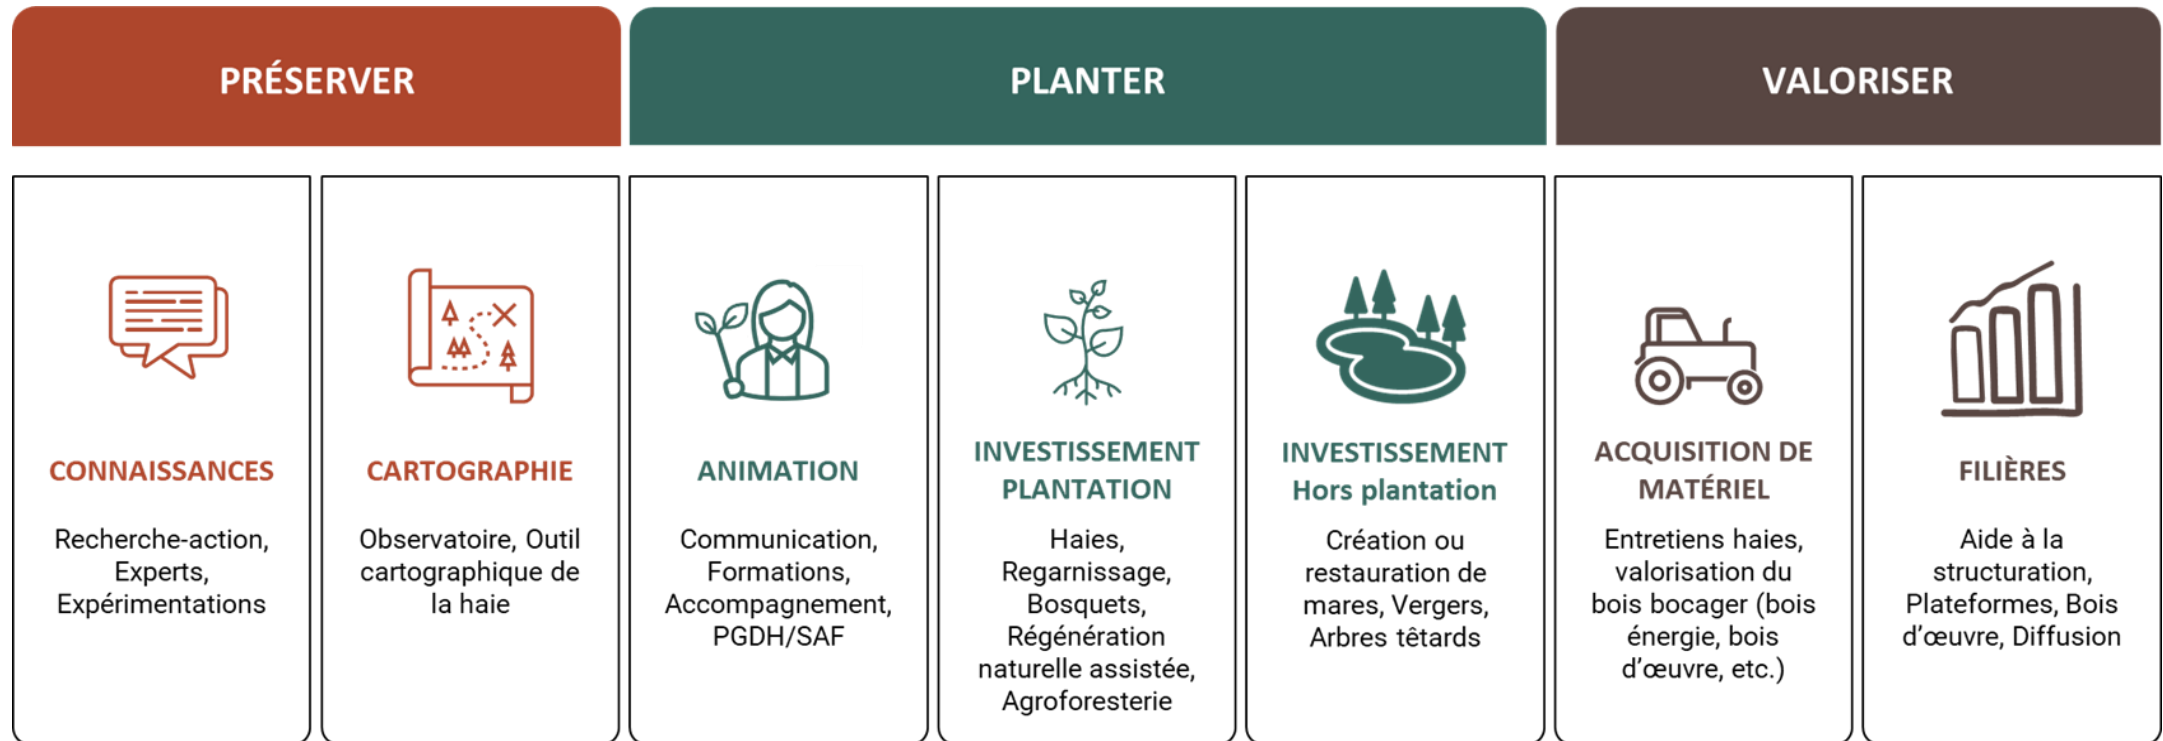 PRÉSERVER
PLANTER
VALORISER
CONNAISSANCES
Recherche-action,
Experts,
Expérimentations
CARTOGRAPHIE
Observatoire, Outil
cartographique de
la haie
ANIMATION
Communication,
Formations,
Accompagnement,
PGDH/SAF
INVESTISSEMENT
PLANTATION
Haies,
Regarnissage,
Bosquets,
Régénération
naturelle assistée,
Agroforesterie
INVESTISSEMENT
Hors plantation
Création ou
restauration de
mares, Vergers,
Arbres têtards
ACQUISITION DE
MATÉRIEL
Entretiens haies,
valorisation du
bois bocager (bois
énergie, bois
d’œuvre, etc.)
FILIÈRES
Aide à la
structuration,
Plateformes, Bois
d’œuvre, Diffusion